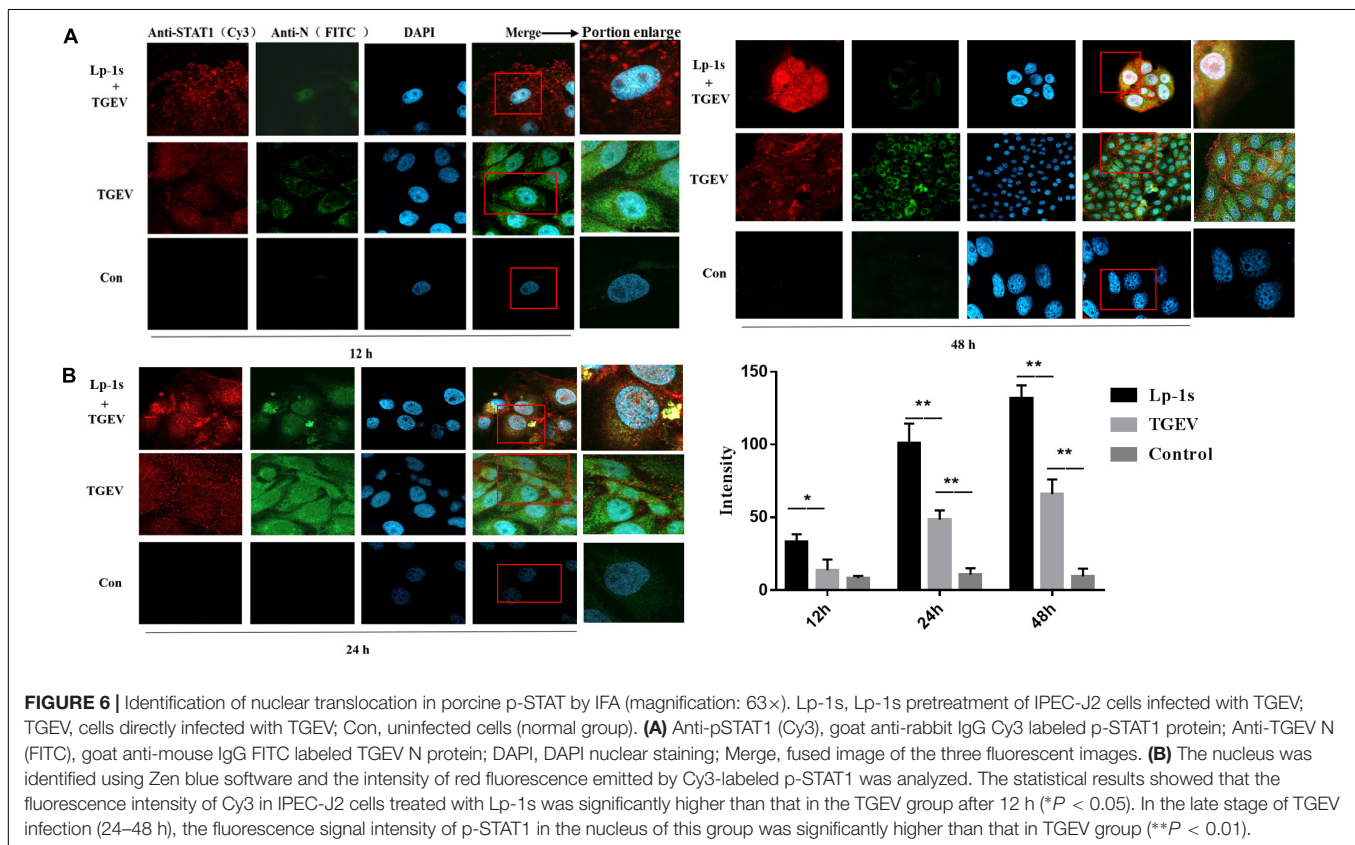 A
Anti-STAT1 (Cy3) Anti-N ( FITC) DAPI Merge Portion enlarge
Lp-1s
+
TGEV
TGEV
Con
12 h
Lp-1s
+
TGEV
TGEV
Con
48 h
B
Lp-1s
+
TGEV
TGEV
Con
24 h
Intensity
150
100
50
0
*
**
**
**
**
12h
24h
48h
Lp-1s
TGEV
Control
FIGURE 6 | Identification of nuclear translocation in porcine p-STAT by IFA (magnification: 63×). Lp-1s, Lp-1s pretreatment of IPEC-J2 cells infected with TGEV;
TGEV, cells directly infected with TGEV; Con, uninfected cells (normal group). (A) Anti-pSTAT1 (Cy3), goat anti-rabbit IgG Cy3 labeled p-STAT1 protein; Anti-TGEV N
(FITC), goat anti-mouse IgG FITC labeled TGEV N protein; DAPI, DAPI nuclear staining; Merge, fused image of the three fluorescent images. (B) The nucleus was
identified using Zen blue software and the intensity of red fluorescence emitted by Cy3-labeled p-STAT1 was analyzed. The statistical results showed that the
fluorescence intensity of Cy3 in IPEC-J2 cells treated with Lp-1s was significantly higher than that in the TGEV group after 12 h (*P < 0.05). In the late stage of TGEV
infection (24–48 h), the fluorescence signal intensity of p-STAT1 in the nucleus of this group was significantly higher than that in TGEV group (**P < 0.01).